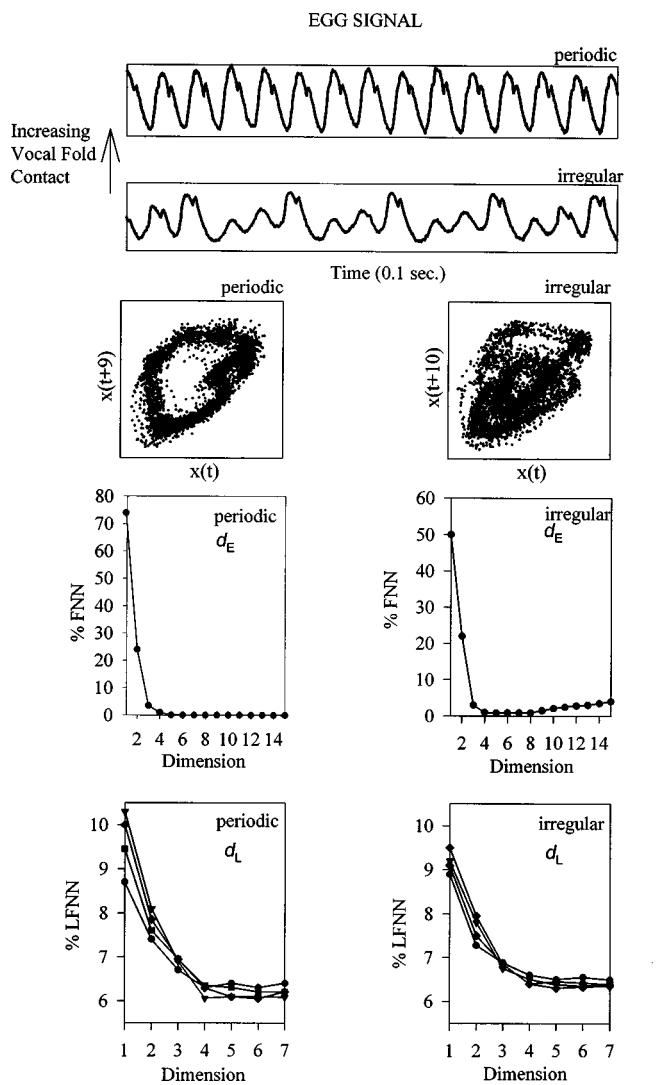 EGG SIGNAL
periodic
Increasing
Vocal Fold
Contact
irregular
Time (0.1 sec.)
periodic
irregular
x(t+9)
x(t)
x(t+10)
x(t)
80
70
60
50
40
30
20
10
0
% FNN
periodic
dE
2 4 6 8 10 12 14
Dimension
60
50
40
30
20
10
0
% FNN
irregular
dE
2 4 6 8 10 12 14
Dimension
10
9
8
7
6
% LFNN
periodic
dL
1 2 3 4 5 6 7
Dimension
10
9
8
7
6
% LFNN
irregular
dL
1 2 3 4 5 6 7
Dimension